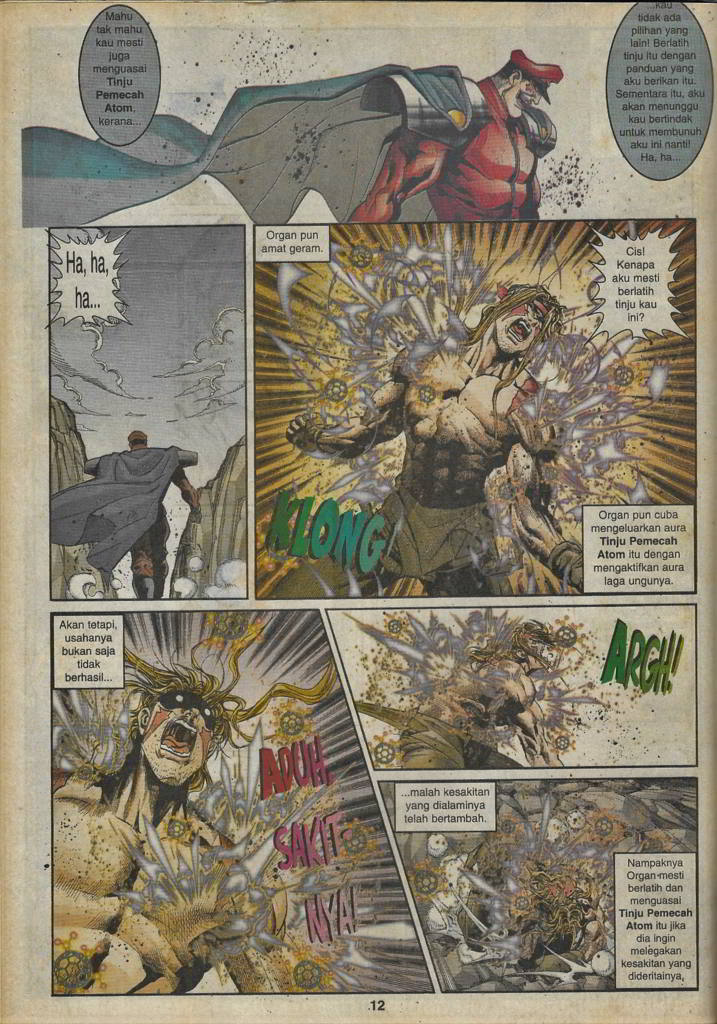 Mahu
tak mahu
kau mesti
juga
menguasai
Tinju
Pemecah
Atom,
kerana...
...kau
tidak ada
pilihan yang
lain! Berlatih
tinju itu dengan
panduan yang
aku berikan itu.
Sementara itu, aku
akan menunggu
kau bertindak
untuk membunuh
aku ini nanti!
Ha, ha...
Ha, ha,
ha...
Organ pun
amat geram.
Cis!
Kenapa
aku mesti
berlatih
tinju kau
ini?
KLONG!
Organ pun cuba
mengeluarkan aura
Tinju Pemecah
Atom itu dengan
mengaktifkan aura
laga ungunya.
Akan tetapi,
usahanya
bukan saja
tidak
berhasil...
ADUH,
SAKIT-
NYA!
ARGH!!
...malah kesakitan
yang dialaminya
telah bertambah.
Nampaknya
Organ mesti
berlatih dan
menguasai
Tinju Pemecah
Atom itu jika
dia ingin
melegakan
kesakitan yang
dideritainya,
12